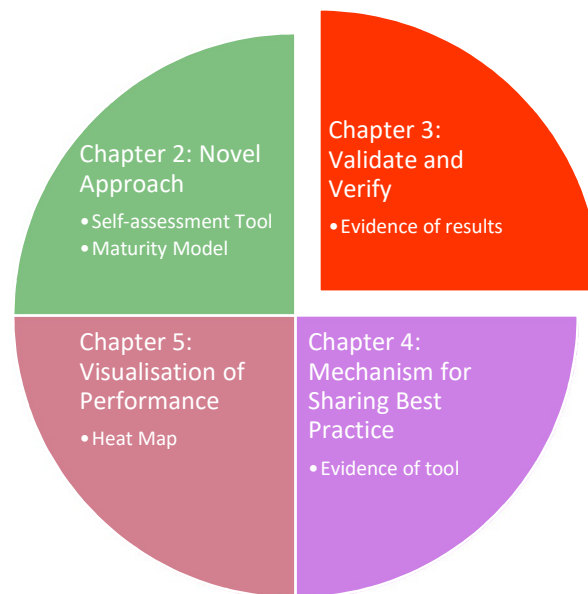 Chapter 2: Novel
Approach
•Self-assessment Tool
•Maturity Model
Chapter 3:
Validate and
Verify
•Evidence of results
Chapter 5:
Visualisation of
Performance
•Heat Map
Chapter 4:
Mechanism for
Sharing Best
Practice
•Evidence of tool